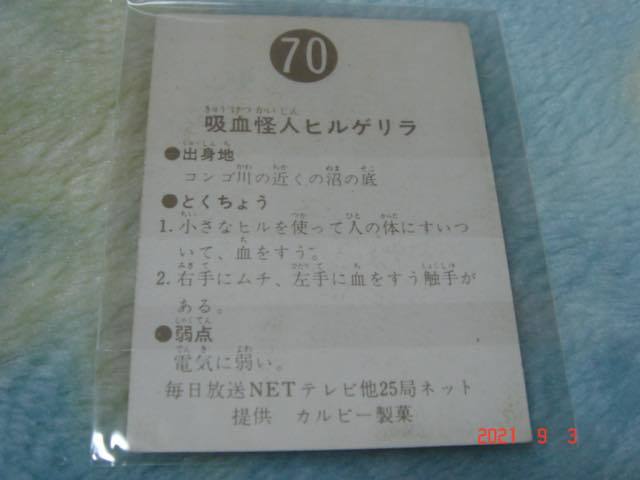 70
吸血怪人ヒルゲリラ
●出身地
コンゴ川の近くの沼の底
●とくちょう
1. 小さなヒルを使って人の体にすいつ
いて、血をすう。
2. 右手にムチ、左手に血をすう触手が
ある。
●弱点
電気に弱い。
毎日放送NETテレビ他25局ネット
提供 カルビー製菓
2021 9 3